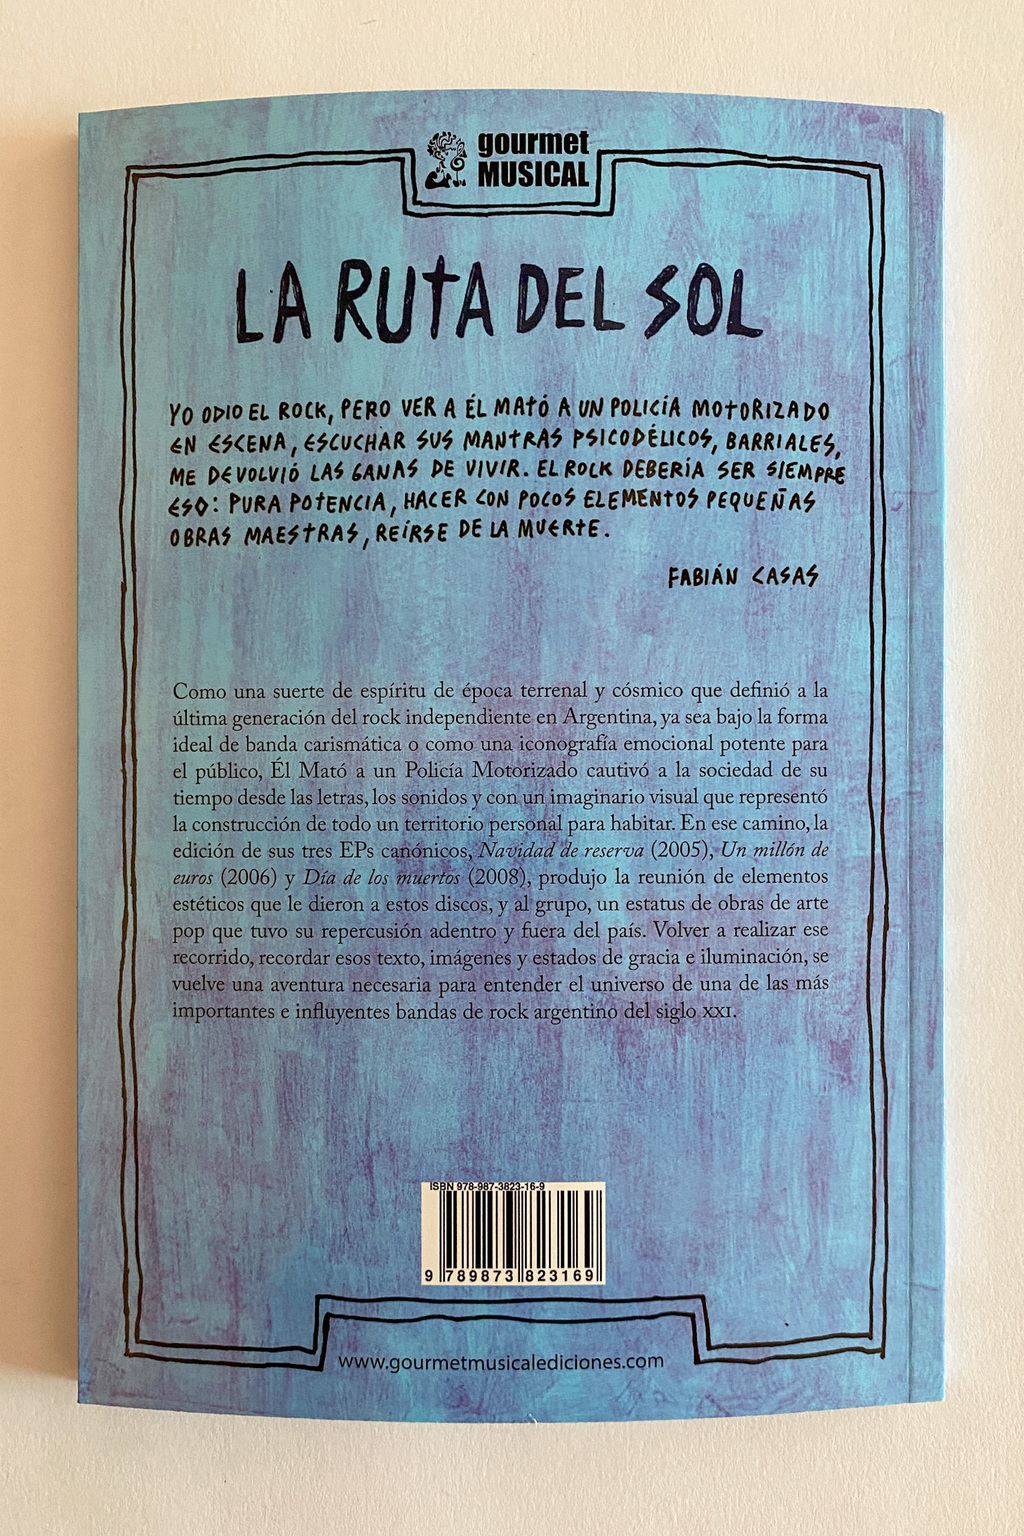 gourmet
MUSICAL
LA RUTA DEL SOL
YO ODIO EL ROCK, PERO VER A ÉL MATÓ A UN POLICÍA MOTORIZADO
EN ESCENA, ESCUCHAR SUS MANTRAS PSICODÉLICOS, BARRIALES,
ME DEVOLVIÓ LAS GANAS DE VIVIR. EL ROCK DEBERÍA SER SIEMPRE
ESO: PURA POTENCIA, HACER CON POCOS ELEMENTOS PEQUEÑAS
OBRAS MAESTRAS, REÍRSE DE LA MUERTE.
FABIÁN CASAS
Como una suerte de espíritu de época terrenal y cósmico que definió a la
última generación del rock independiente en Argentina, ya sea bajo la forma
ideal de banda carismática o como una iconografía emocional potente para
el público, Él Mató a un Policía Motorizado cautivó a la sociedad de su
tiempo desde las letras, los sonidos y con un imaginario visual que representó
la construcción de todo un territorio personal para habitar. En ese camino, la
edición de sus tres EPs canónicos, Navidad de reserva (2005), Un millón de
euros (2006) y Día de los muertos (2008), produjo la reunión de elementos
estéticos que le dieron a estos discos, y al grupo, un estatus de obras de arte
pop que tuvo su repercusión adentro y fuera del país. Volver a realizar ese
recorrido, recordar esos texto, imágenes y estados de gracia e iluminación, se
vuelve una aventura necesaria para entender el universo de una de las más
importantes e influyentes bandas de rock argentino del siglo XXI.
ISBN 978-987-3823-16-9
9 789873 823169
www.gourmetmusicalediciones.com